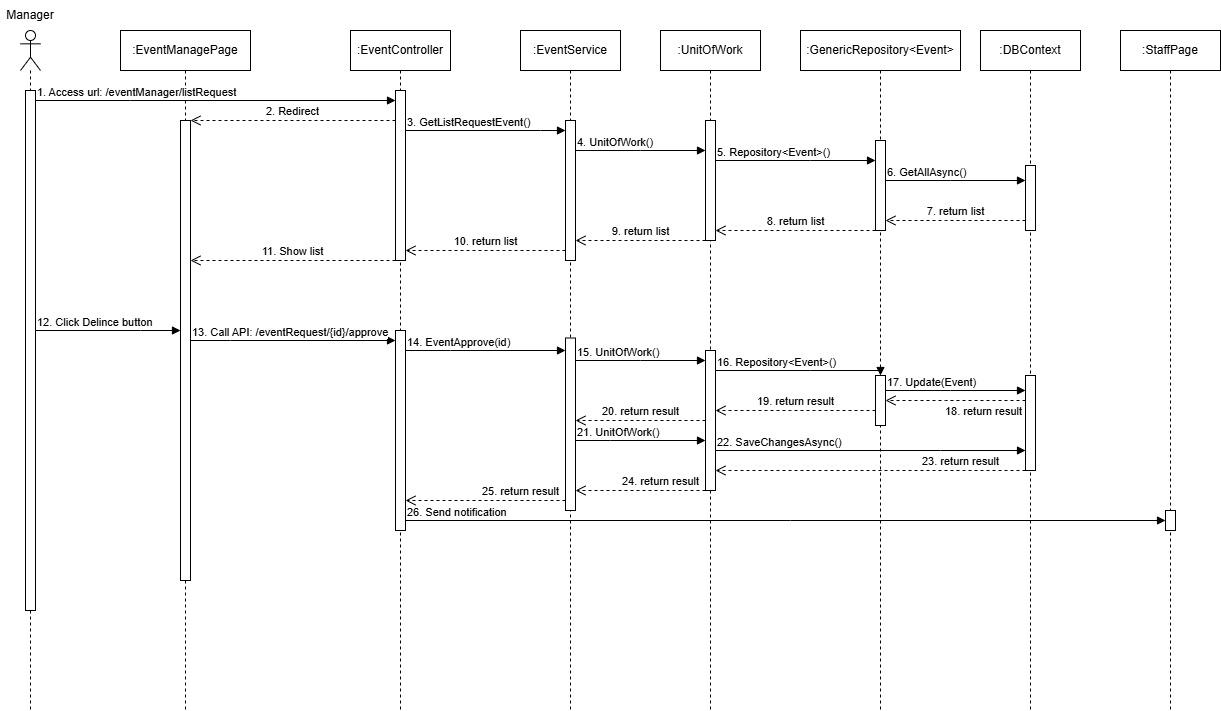 Manager
:EventManagePage
:EventController
:EventService
:UnitOfWork
:GenericRepository<Event>
:DBContext
:StaffPage
1. Access url: /eventManager/listRequest
2. Redirect
3. GetListRequestEvent()
4. UnitOfWork()
5. Repository<Event>()
6. GetAllAsync()
7. return list
8. return list
9. return list
10. return list
11. Show list
12. Click Delince button
13. Call API: /eventRequest/{id}/approve
14. EventApprove(id)
15. UnitOfWork()
16. Repository<Event>()
17. Update(Event)
18. return result
19. return result
20. return result
21. UnitOfWork()
22. SaveChangesAsync()
23. return result
24. return result
25. return result
26. Send notification